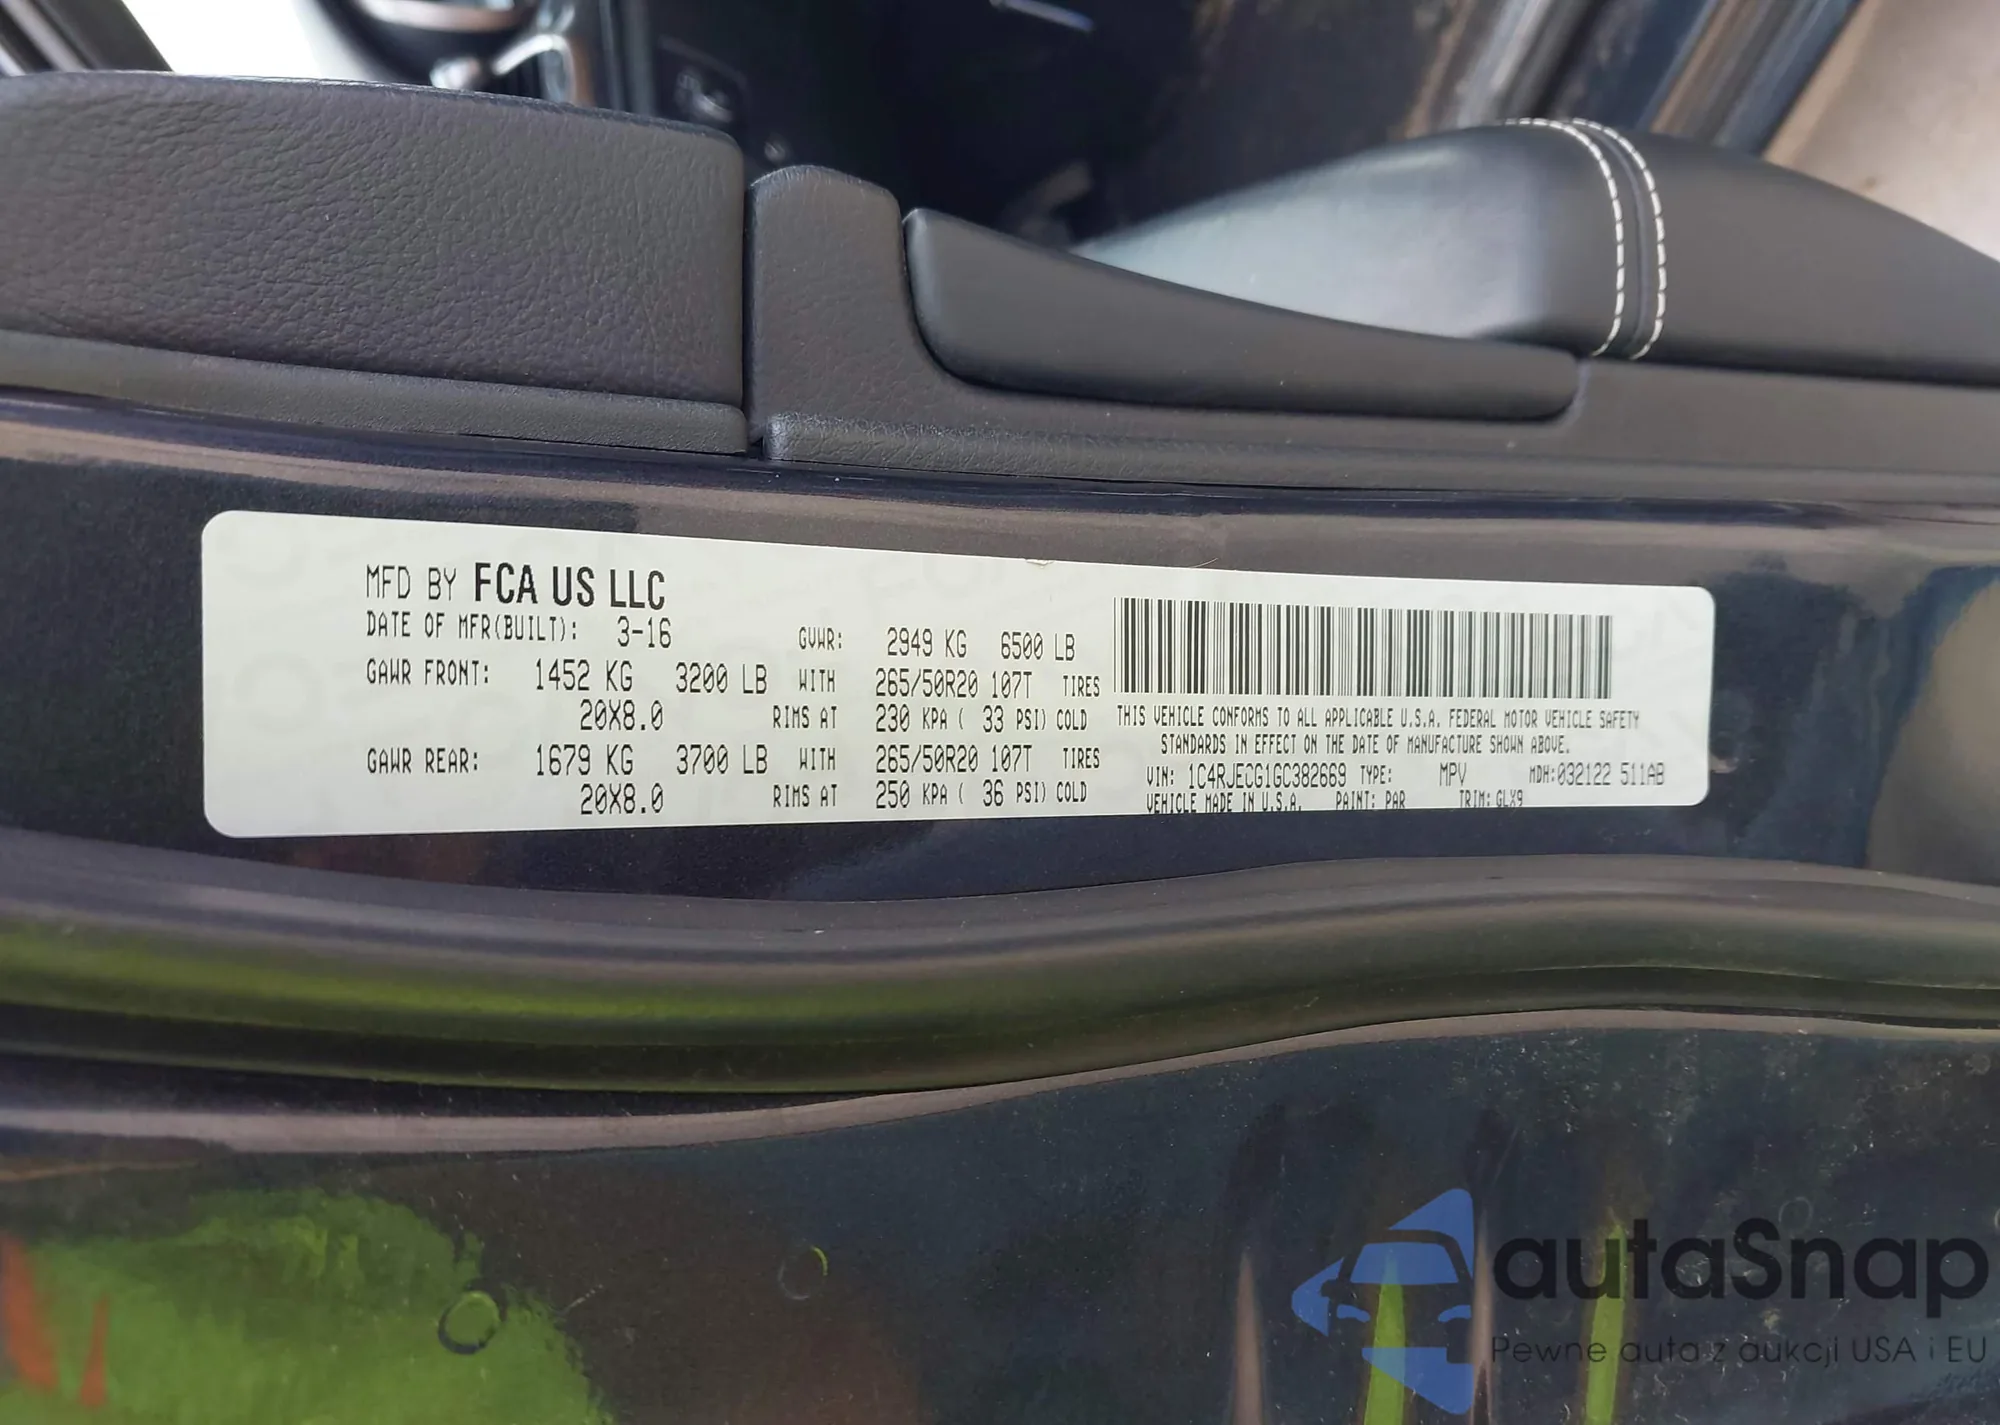 MFD BY FCA US LLC
DATE OF MFR(BUILT): 3-16 GVWR: 2949 KG 6500 LB
GAWR FRONT: 1452 KG 3200 LB WITH 265/50R20 107T TIRES
20X8.0 RIMS AT 230 KPA ( 33 PSI) COLD
GAWR REAR: 1679 KG 3700 LB WITH 265/50R20 107T TIRES
20X8.0 RIMS AT 250 KPA ( 36 PSI) COLD
THIS VEHICLE CONFORMS TO ALL APPLICABLE U.S.A. FEDERAL MOTOR VEHICLE SAFETY
STANDARDS IN EFFECT ON THE DATE OF MANUFACTURE SHOWN ABOVE.
VIN: 1C4RJECG1GC382669 TYPE: MPV MDH:032122 511AB
VEHICLE MADE IN U.S.A. PAINT: PAR TRIM: GLX9
autaSnap
Pewne auta z aukcji USA i EU